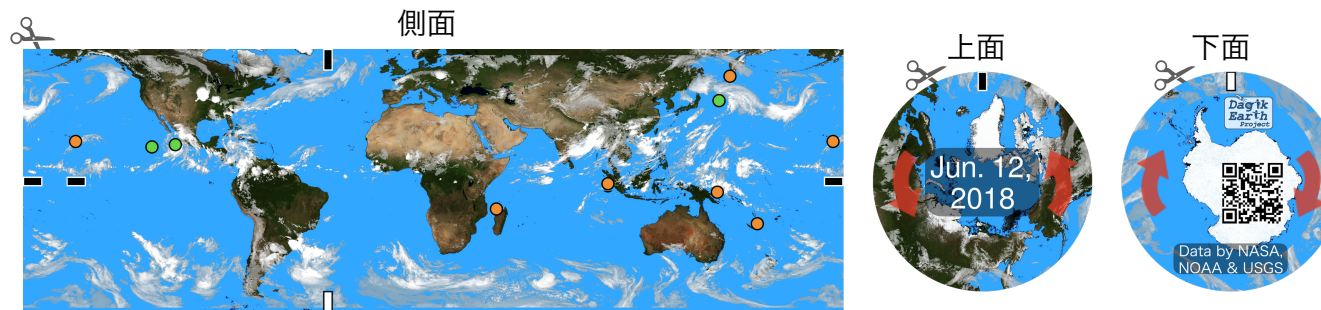 側面
上面
下面
Jun. 12,
2018
Dagik
Earth
Project
Data by NASA,
NOAA & USGS